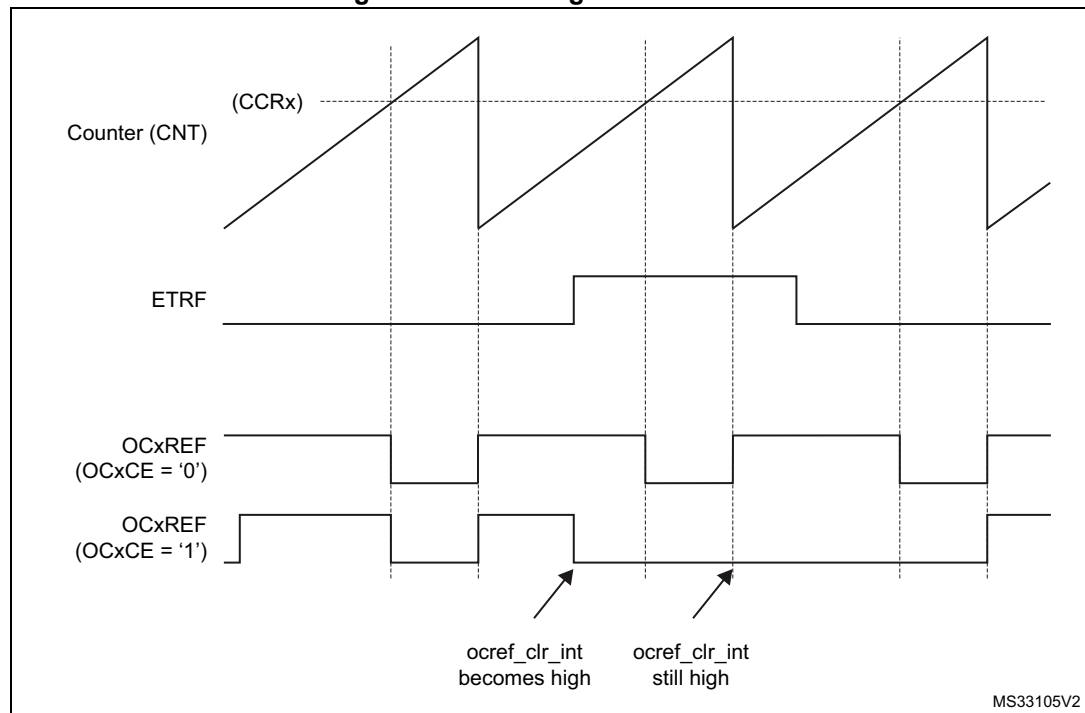 (CCRx)
Counter (CNT)
ETRF
OCxREF
(OCxCE = ‘0’)
OCxREF
(OCxCE = ‘1’)
ocref_clr_int
becomes high
ocref_clr_int
still high
MS33105V2